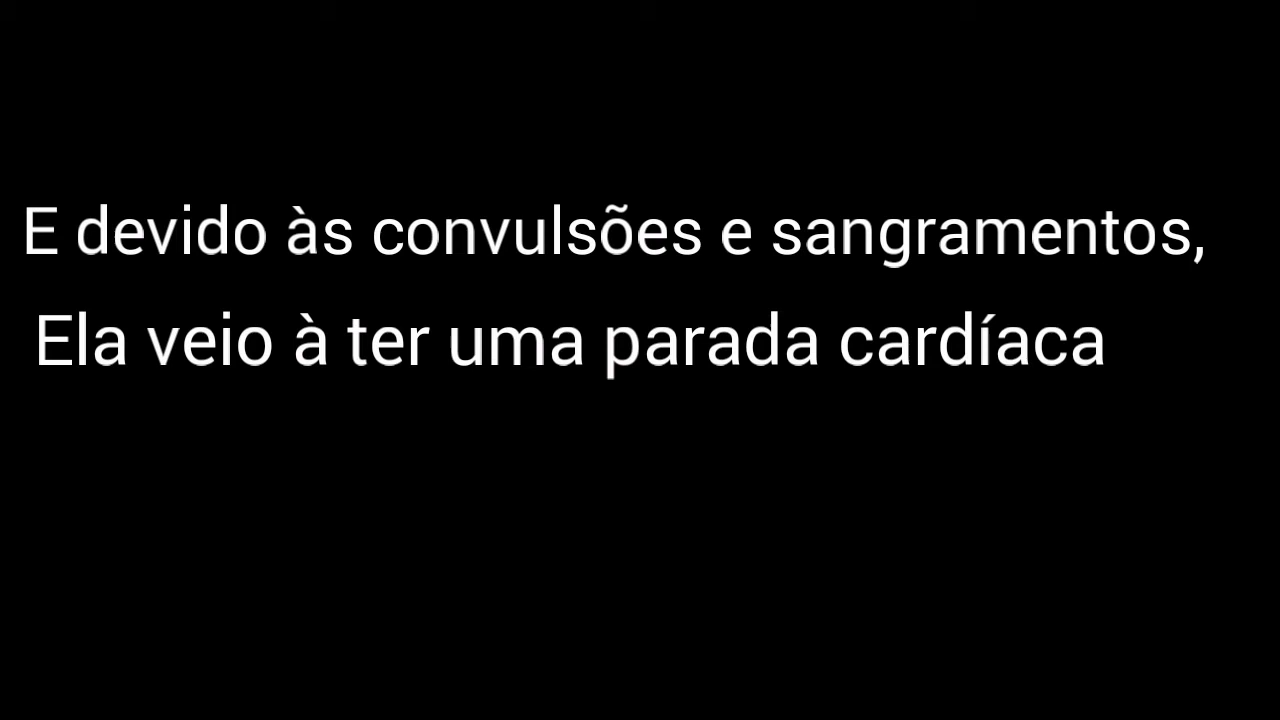 E devido às convulsões e sangramentos,
Ela veio à ter uma parada cardíaca